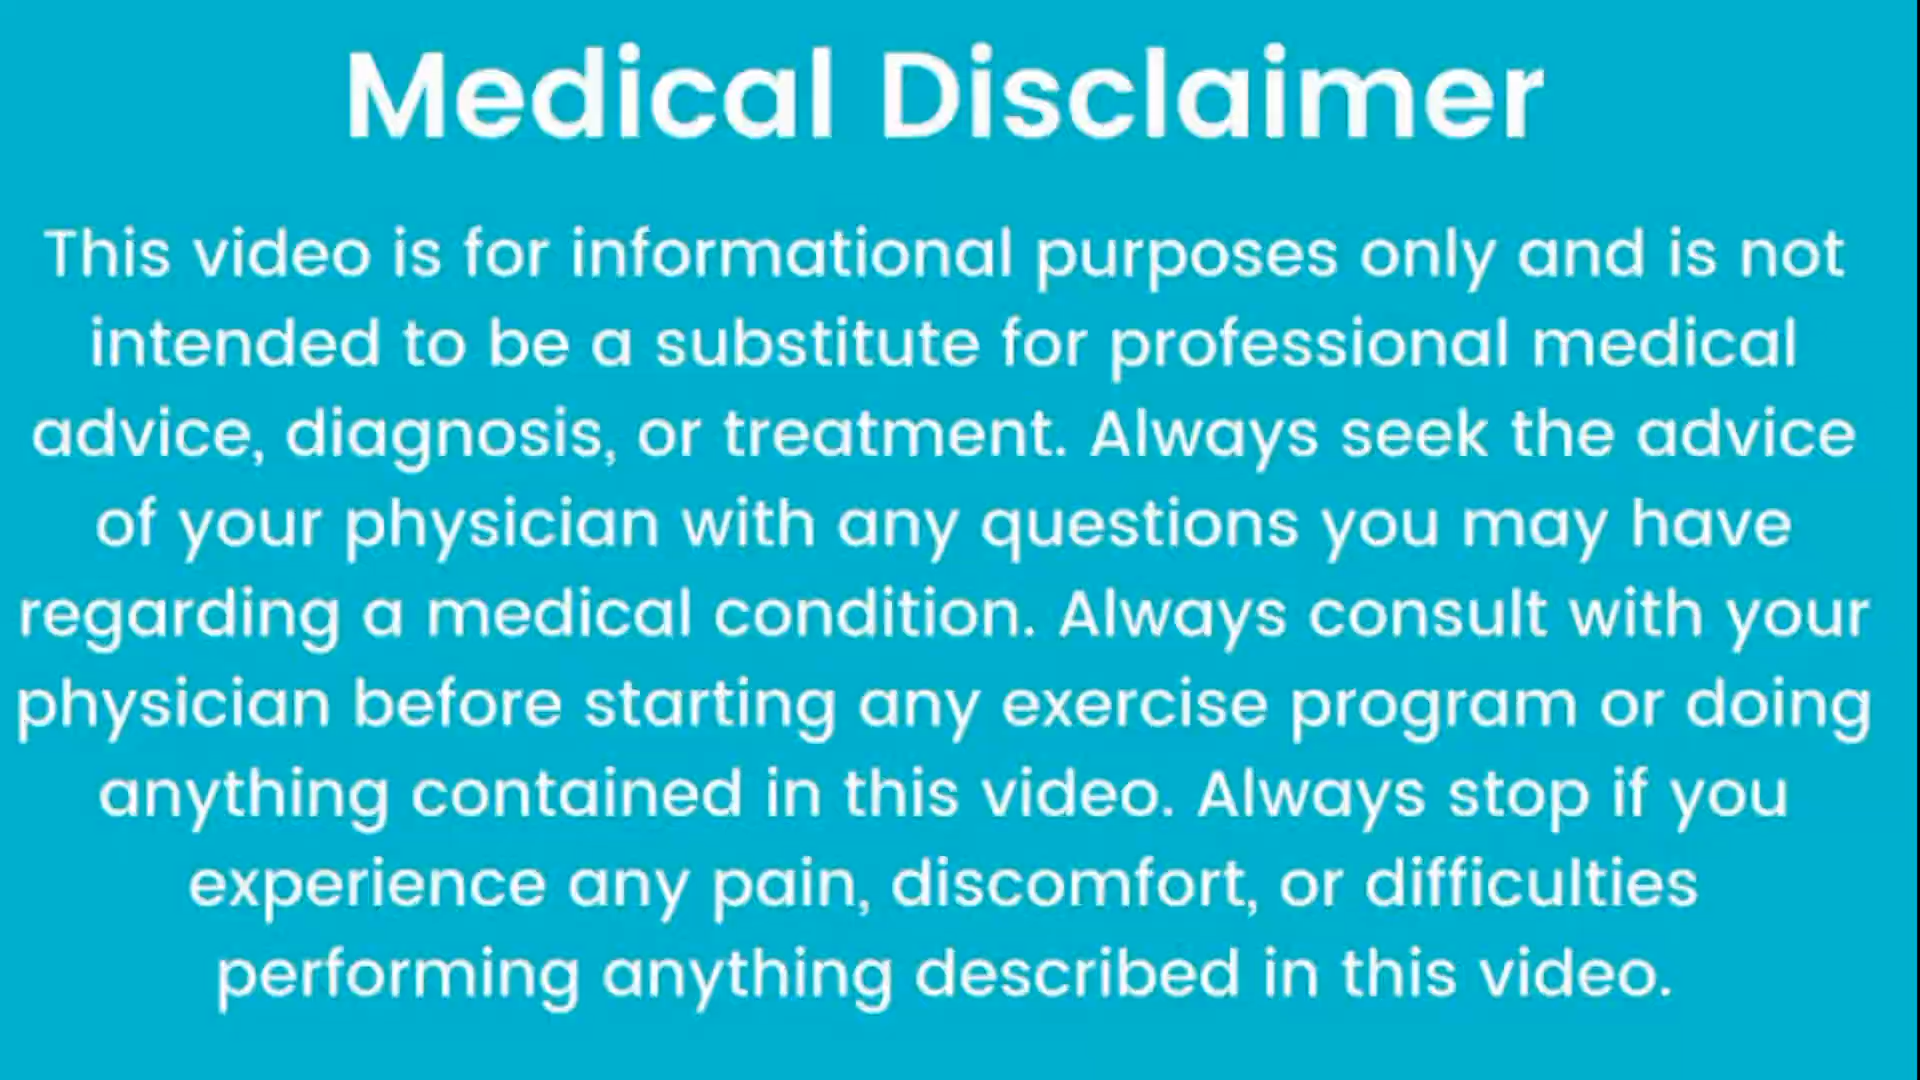 Medical Disclaimer
This video is for informational purposes only and is not
intended to be a substitute for professional medical
advice, diagnosis, or treatment. Always seek the advice
of your physician with any questions you may have
regarding a medical condition. Always consult with your
physician before starting any exercise program or doing
anything contained in this video. Always stop if you
experience any pain, discomfort, or difficulties
performing anything described in this video.